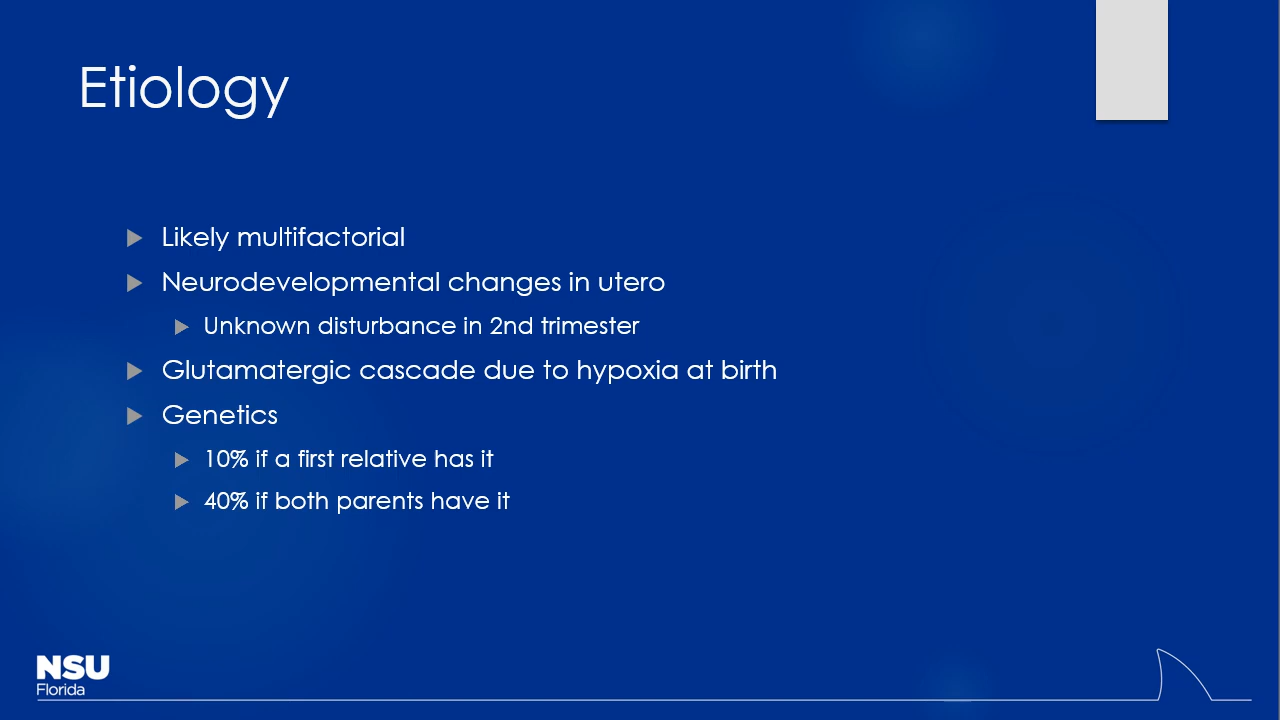 Etiology
Likely multifactorial
Neurodevelopmental changes in utero
Unknown disturbance in 2nd trimester
Glutamatergic cascade due to hypoxia at birth
Genetics
10% if a first relative has it
40% if both parents have it
NSU
Florida